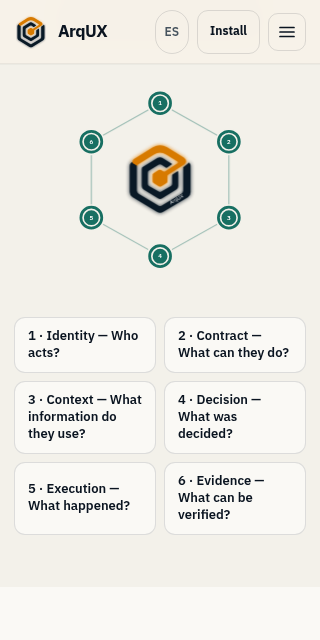 ArqUX
ES
Install
1
2
3
4
5
6
1 · Identity — Who
acts?
2 · Contract —
What can they do?
3 · Context — What
information do
they use?
4 · Decision —
What was
decided?
5 · Execution —
What happened?
6 · Evidence —
What can be
verified?